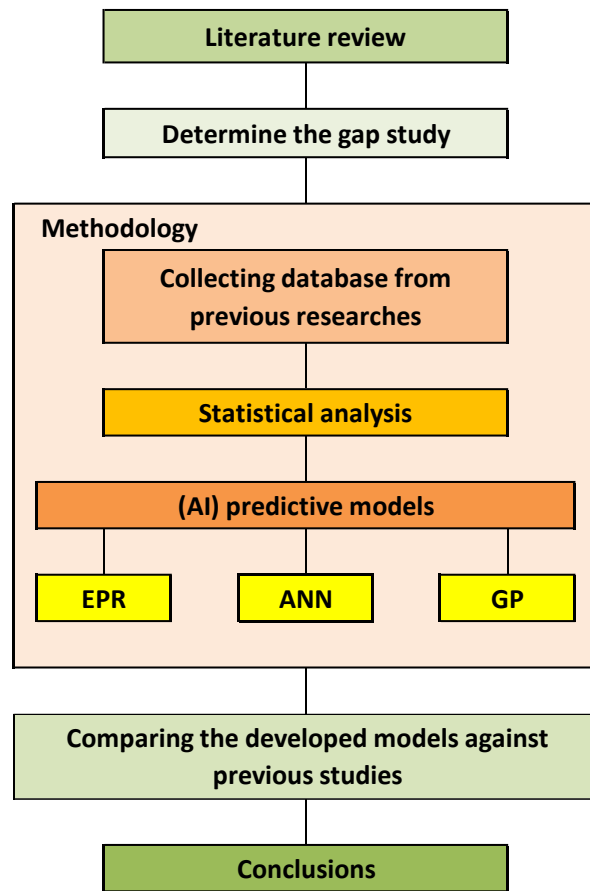 Literature review
Determine the gap study
Methodology
Collecting database from
previous researches
Statistical analysis
(AI) predictive models
EPR
ANN
GP
Comparing the developed models against
previous studies
Conclusions